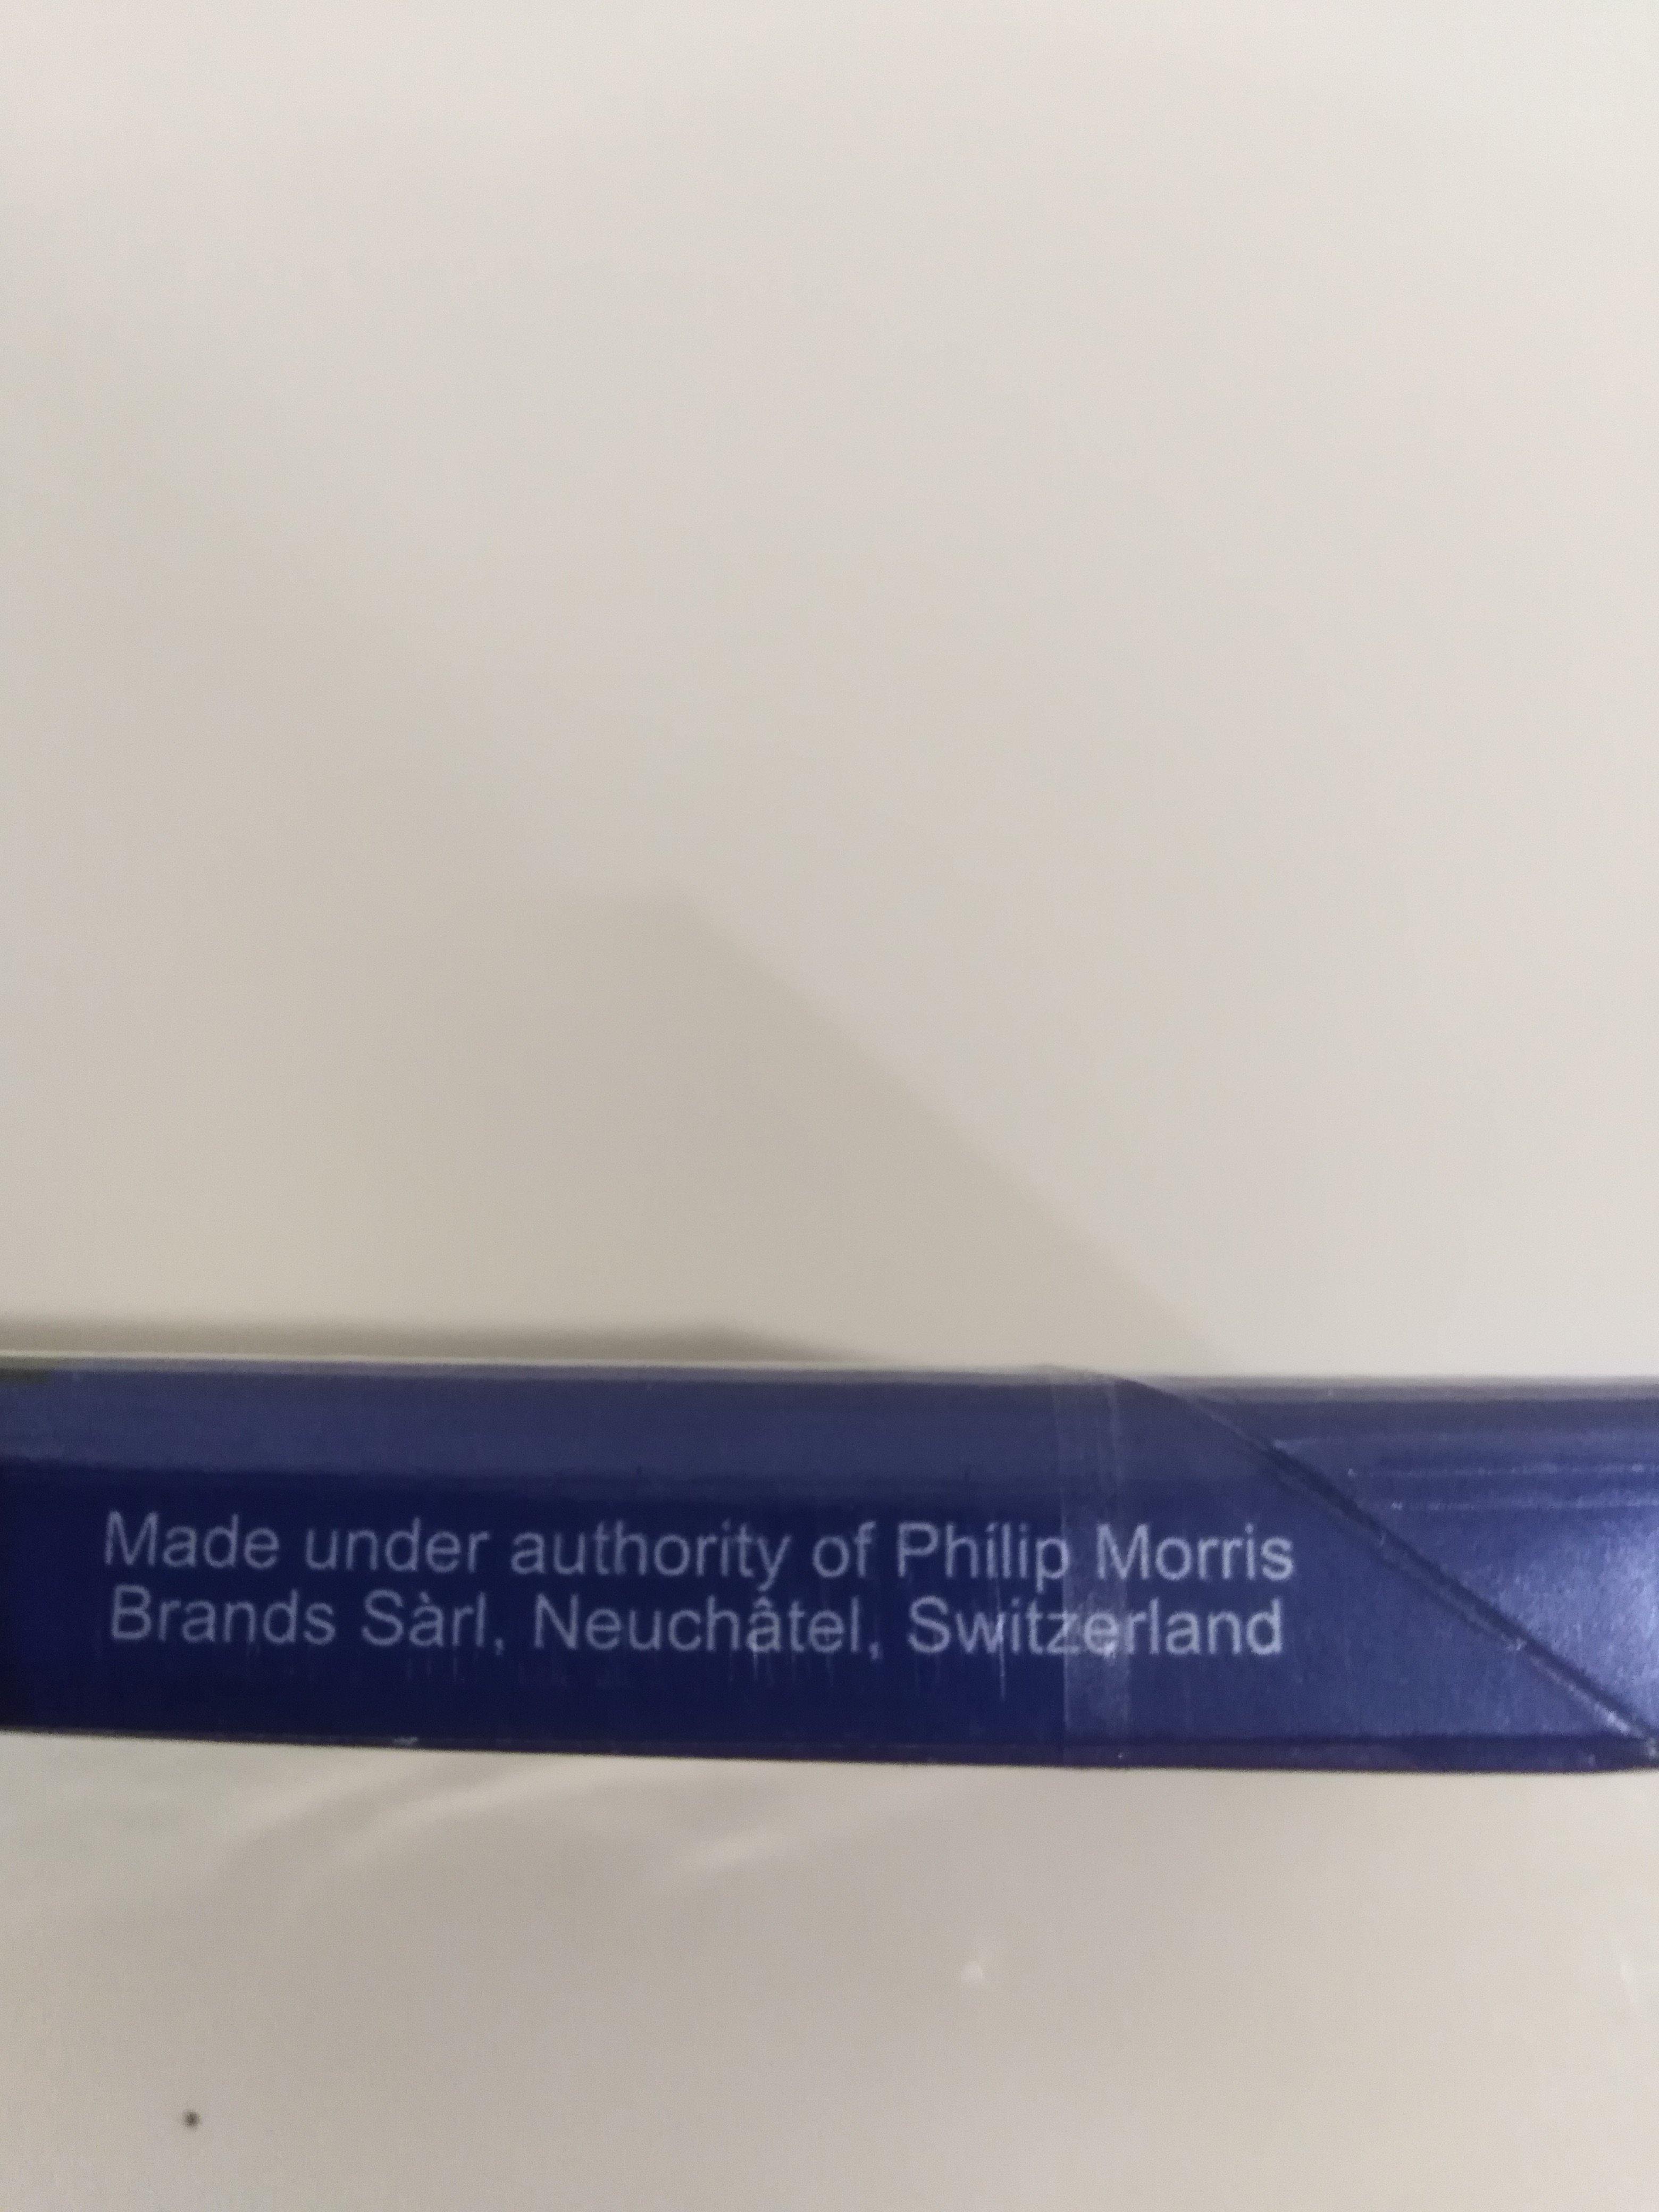 Made under authority of Philip Morris
Brands Sàrl, Neuchâtel, Switzerland